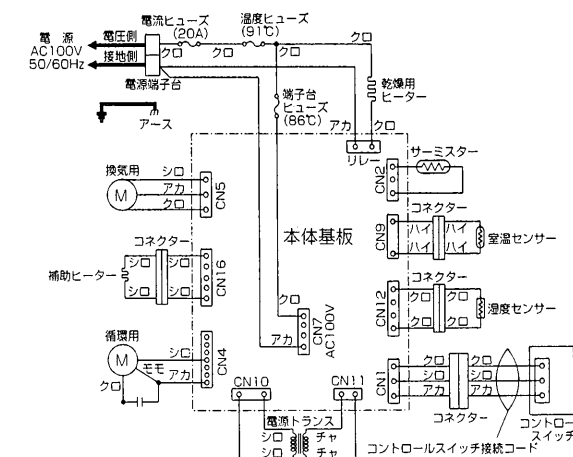 電流ヒューズ
(20A)
温度ヒューズ
(91℃)
電 源
AC100V
50/60Hz
電圧側
接地側
クロ
クロ
クロ
クロ
電源端子台
アース
端子台
ヒューズ
(86℃)
乾燥用
ヒーター
アカ
クロ
リレー
サーミスター
CN2
換気用
M
シロ
アカ
クロ
CN5
本体基板
コネクター
CN9
ハイ
ハイ
ハイ
ハイ
室温センサー
コネクター
補助ヒーター
シロ
シロ
シロ
シロ
CN16
コネクター
CN12
クロ
クロ
クロ
クロ
湿度センサー
クロ
アカ
CN7
AC100V
循環用
M
シロ
モモ
アカ
クロ
CN4
CN1
クロ
シロ
アカ
クロ
シロ
アカ
コネクター
コントロー
スイッチ
コントロールスイッチ接続コード
CN10
CN11
電源トランス
シロ
チャ
シロ
チャ